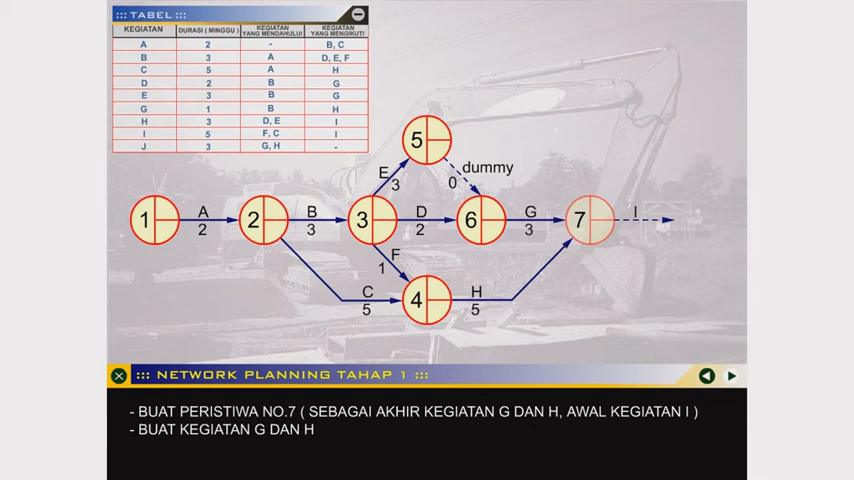 ::: TABEL :::
KEGIATAN DURASI ( MINGGU ) KEGIATAN YANG MENDAHULUI KEGIATAN YANG MENGIKUTI
A 2 - B, C
B 3 A D, E, F
C 5 A H
D 2 B G
E 3 B G
G 1 B H
H 3 D, E I
I 5 F, C I
J 3 G, H -
5
E
3
dummy
0
1
A
2
2
B
3
3
D
2
6
G
3
7
I
F
1
C
5
4
H
5
::: NETWORK PLANNING TAHAP 1 :::
- BUAT PERISTIWA NO.7 ( SEBAGAI AKHIR KEGIATAN G DAN H, AWAL KEGIATAN I )
- BUAT KEGIATAN G DAN H